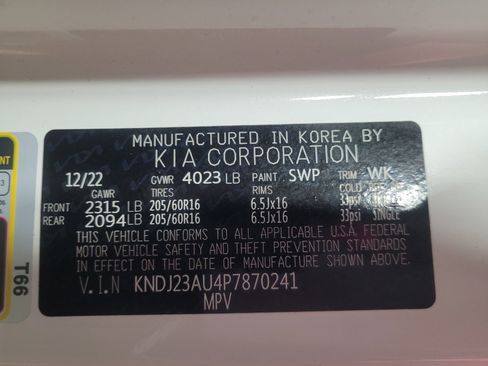 MANUFACTURED IN KOREA BY
KIA CORPORATION
12/22 GVWR 4023 LB PAINT SWP TRIM WK
GAWR TIRES RIMS COLD
FRONT 2315 LB 205/60R16 6.5Jx16 33psi SINGLE
REAR 2094 LB 205/60R16 6.5Jx16 33psi SINGLE
THIS VEHICLE CONFORMS TO ALL APPLICABLE U.S.A. FEDERAL
MOTOR VEHICLE SAFETY AND THEFT PREVENTION STANDARDS
IN EFFECT ON THE DATE OF MANUFACTURE SHOWN ABOVE.
V.I.N KNDJ23AU4P7870241
MPV
T66